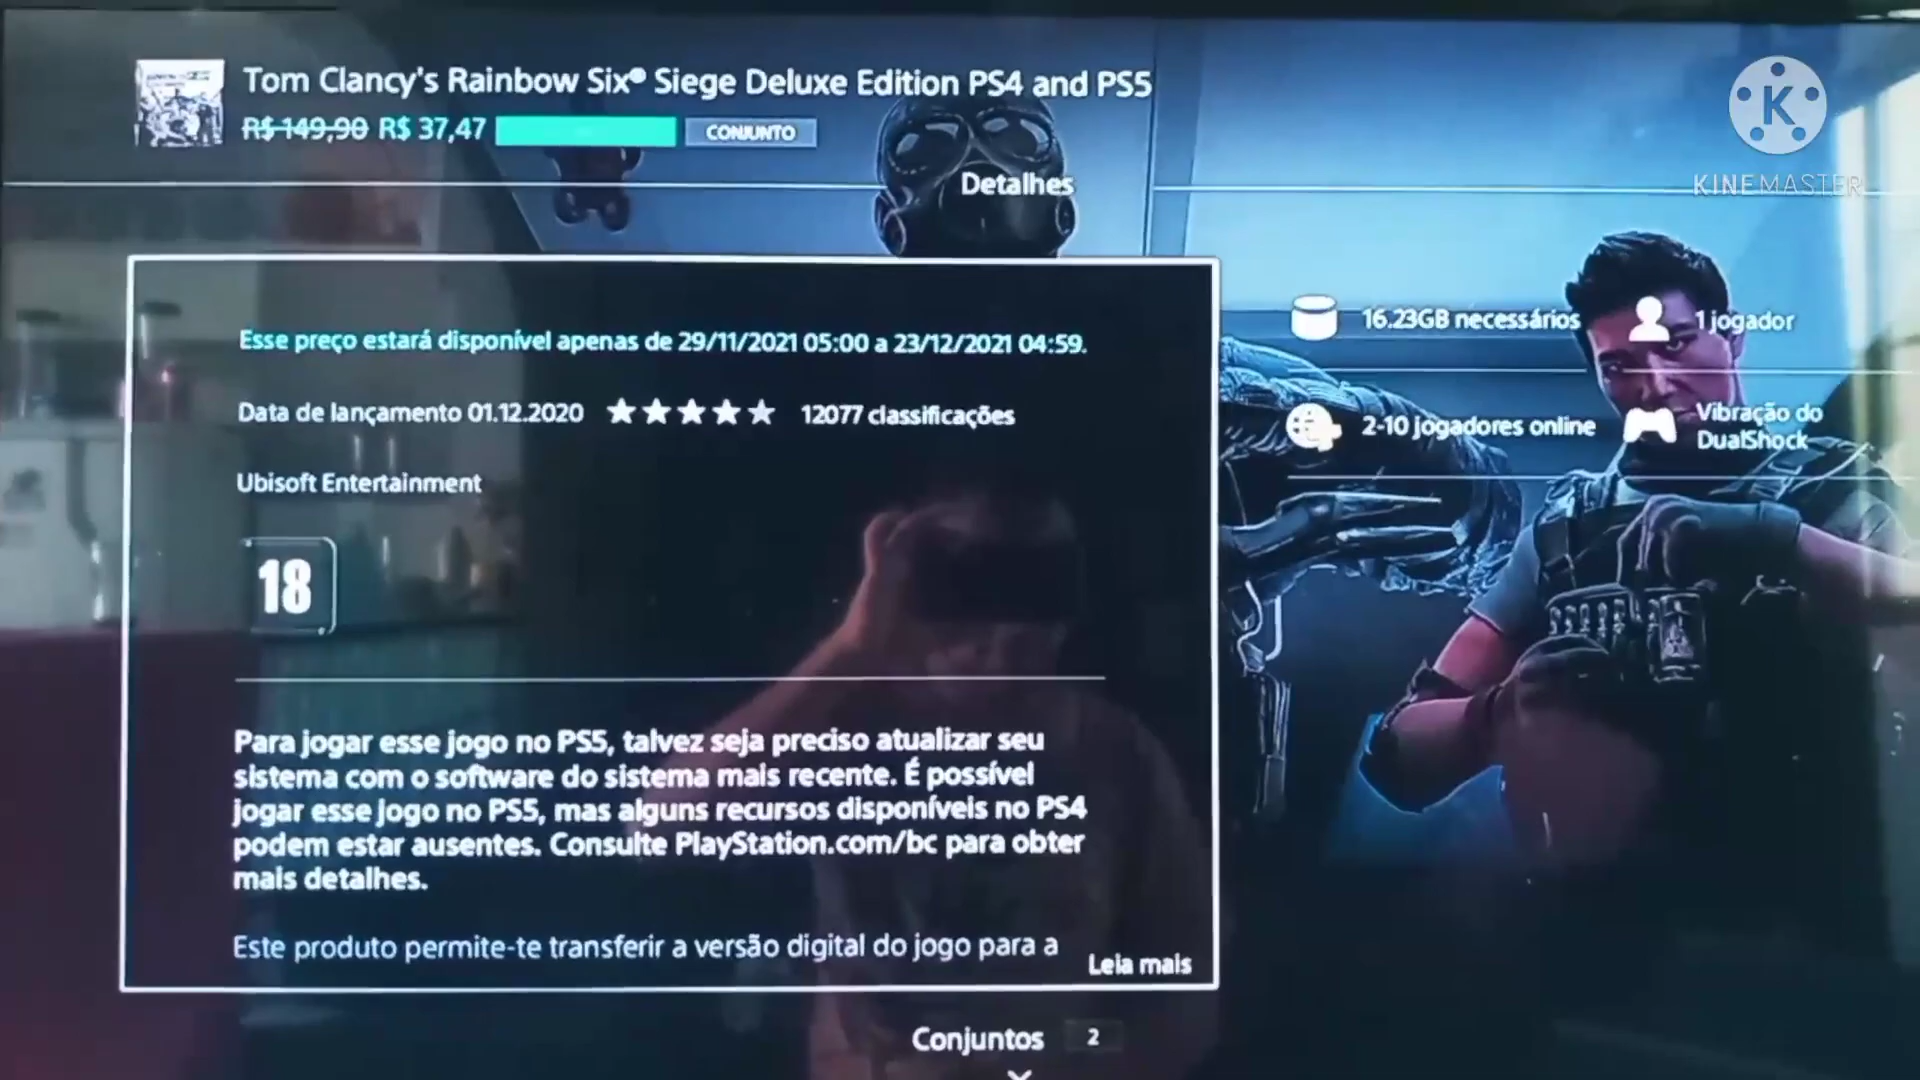 Tom Clancy's Rainbow Six® Siege Deluxe Edition PS4 and PS5
R$ 149,90 R$ 37,47 CONJUNTO
K
KINEMASTER
Detalhes
Esse preço estará disponível apenas de 29/11/2021 05:00 a 23/12/2021 04:59.
Data de lançamento 01.12.2020 12077 classificações
Ubisoft Entertainment
18
Para jogar esse jogo no PS5, talvez seja preciso atualizar seu
sistema com o software do sistema mais recente. É possível
jogar esse jogo no PS5, mas alguns recursos disponíveis no PS4
podem estar ausentes. Consulte PlayStation.com/bc para obter
mais detalhes.
Este produto permite-te transferir a versão digital do jogo para a
Leia mais
16.23GB necessários
1 jogador
2-10 jogadores online
Vibração do
DualShock
Conjuntos 2